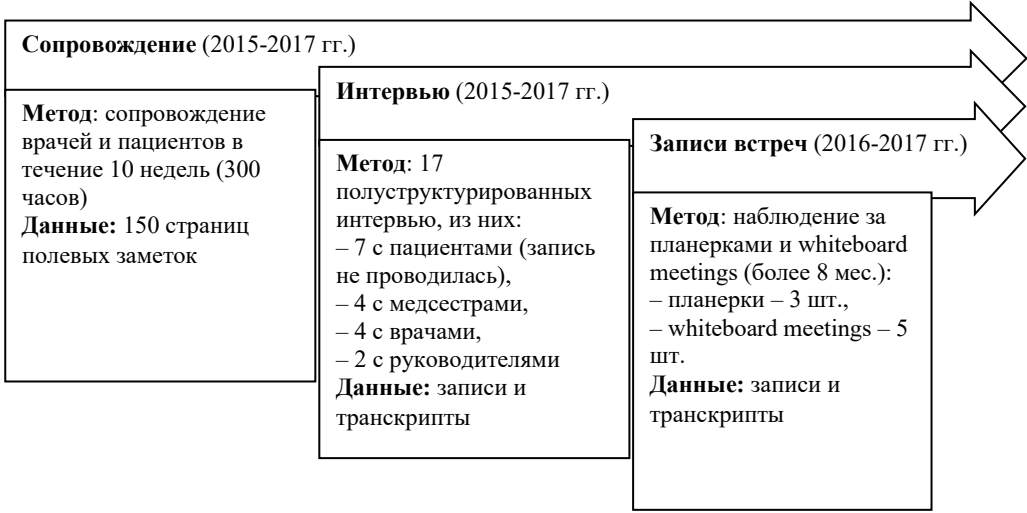 Сопровождение (2015-2017 гг.)
Метод: сопровождение
врачей и пациентов в
течение 10 недель (300
часов)
Данные: 150 страниц
полевых заметок
Интервью (2015-2017 гг.)
Метод: 17
полуструктурированных
интервью, из них:
– 7 с пациентами (запись
не проводилась),
– 4 с медсестрами,
– 4 с врачами,
– 2 с руководителями
Данные: записи и
транскрипты
Записи встреч (2016-2017 гг.)
Метод: наблюдение за
планерками и whiteboard
meetings (более 8 мес.):
– планерки – 3 шт.,
– whiteboard meetings – 5
шт.
Данные: записи и
транскрипты